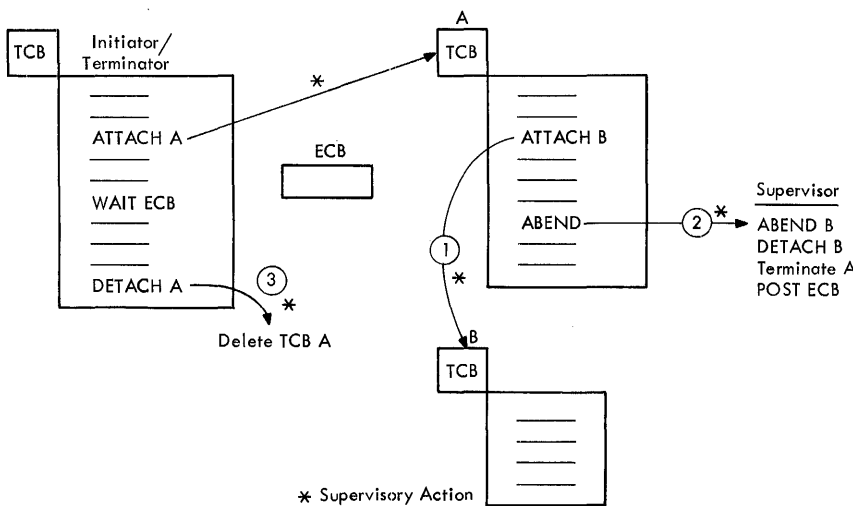 TCB
Initiator/
Terminator
ATTACH A
WAIT ECB
DETACH A
*
ECB
3
*
Delete TCB A
A
TCB
ATTACH B
ABEND
1
*
2
*
Supervisor
ABEND B
DETACH B
Terminate A
POST ECB
B
TCB
* Supervisory Action